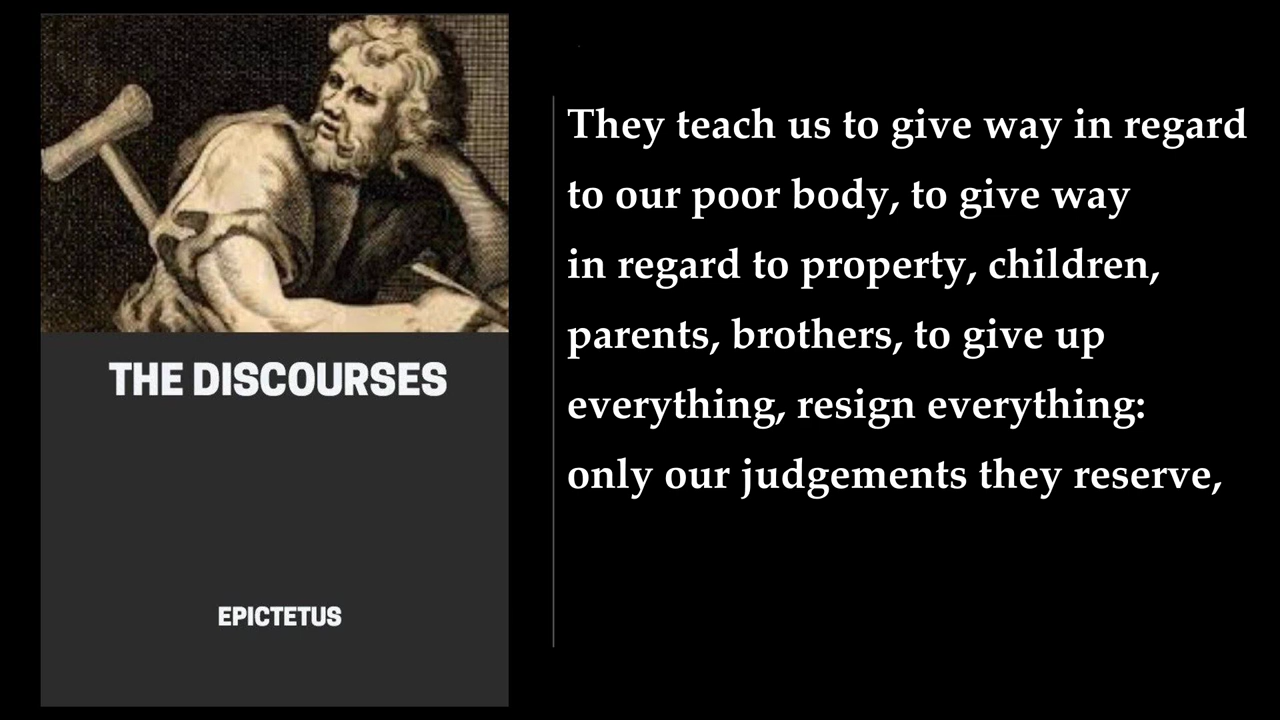 THE DISCOURSES
EPICTETUS
They teach us to give way in regard
to our poor body, to give way
in regard to property, children,
parents, brothers, to give up
everything, resign everything:
only our judgements they reserve,